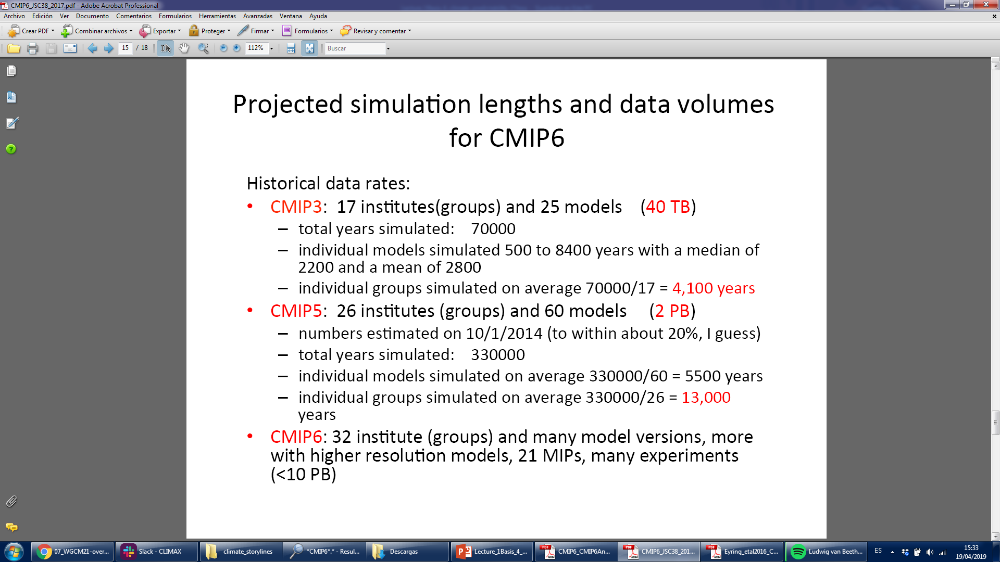 CMIP6_JSC38_2017.pdf - Adobe Acrobat Professional
Archivo Edición Ver Documento Comentarios Formularios Herramientas Avanzadas Ventana Ayuda
Crear PDF Combinar archivos Exportar Proteger Firmar Formularios Revisar y comentar
15 / 18 112% Buscar
Projected simulation lengths and data volumes
for CMIP6
Historical data rates:
• CMIP3: 17 institutes(groups) and 25 models (40 TB)
– total years simulated: 70000
– individual models simulated 500 to 8400 years with a median of
2200 and a mean of 2800
– individual groups simulated on average 70000/17 = 4,100 years
• CMIP5: 26 institutes (groups) and 60 models (2 PB)
– numbers estimated on 10/1/2014 (to within about 20%, I guess)
– total years simulated: 330000
– individual models simulated on average 330000/60 = 5500 years
– individual groups simulated on average 330000/26 = 13,000
years
• CMIP6: 32 institute (groups) and many model versions, more
with higher resolution models, 21 MIPs, many experiments
(<10 PB)
07_WGCM21-over... Slack - CLIMAX climate_storylines *CMIP6*.* - Resul... Descargas Lecture_1Basis_4_... CMIP6_CMIP6An... CMIP6_JSC38_201... Eyring_etal2016_C... Ludwig van Beeth... ES 15:33
19/04/2019